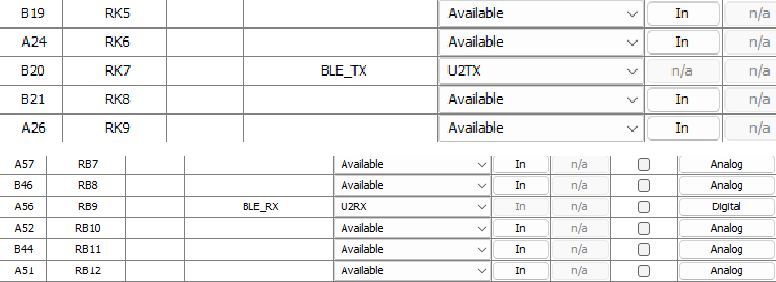 B19 RK5 Available In n/a
A24 RK6 Available In n/a
B20 RK7 BLE_TX U2TX n/a n/a
B21 RK8 Available In n/a
A26 RK9 Available In n/a
A57 RB7 Available In n/a Analog
B46 RB8 Available In n/a Analog
A56 RB9 BLE_RX U2RX In n/a Digital
A52 RB10 Available In n/a Analog
B44 RB11 Available In n/a Analog
A51 RB12 Available In n/a Analog